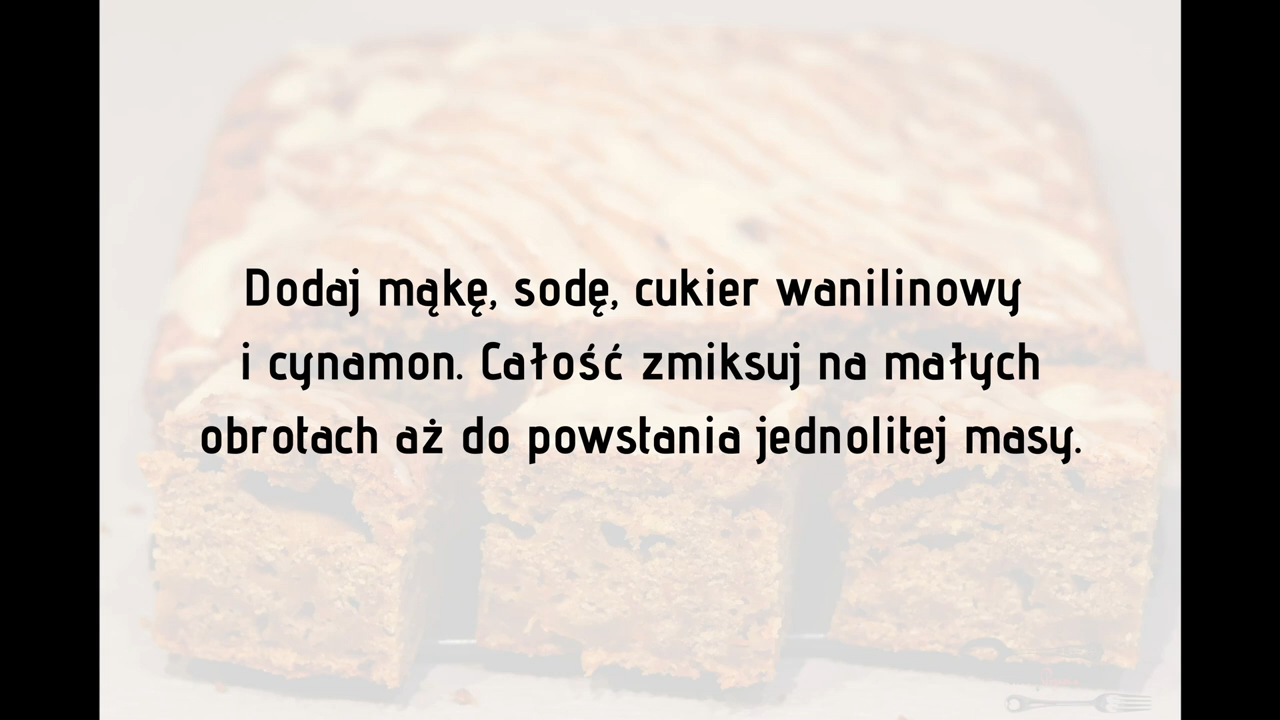 Dodaj mąkę, sodę, cukier wanilinowy
i cynamon. Całość zmiksuj na małych
obrotach aż do powstania jednolitej masy.